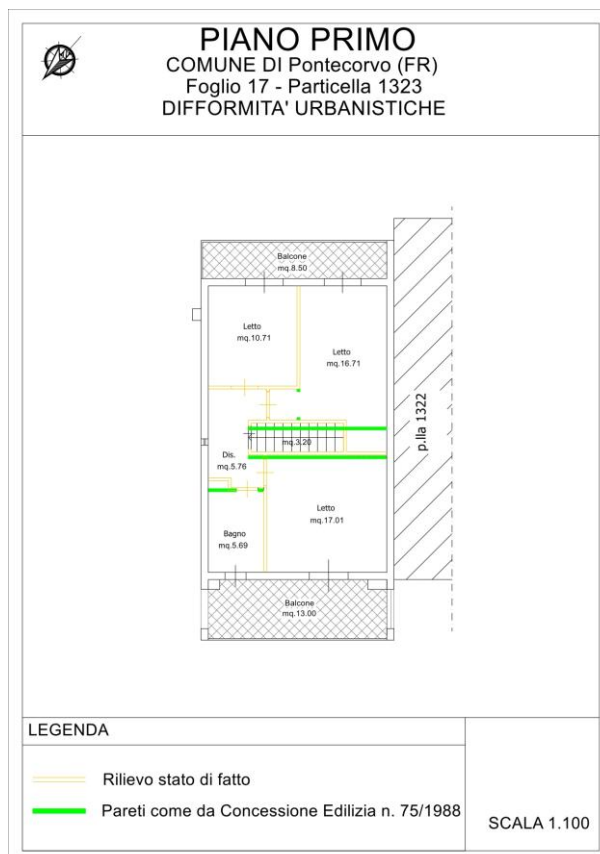 PIANO PRIMO
COMUNE DI Pontecorvo (FR)
Foglio 17 - Particella 1323
DIFFORMITA' URBANISTICHE
Balcone
mq.8.50
Letto
mq.10.71
Letto
mq.16.71
p.lla 1322
mq.3.20
Dis.
mq.5.76
Letto
mq.17.01
Bagno
mq.5.69
Balcone
mq.13.00
LEGENDA
Rilievo stato di fatto
Pareti come da Concessione Edilizia n. 75/1988
SCALA 1.100